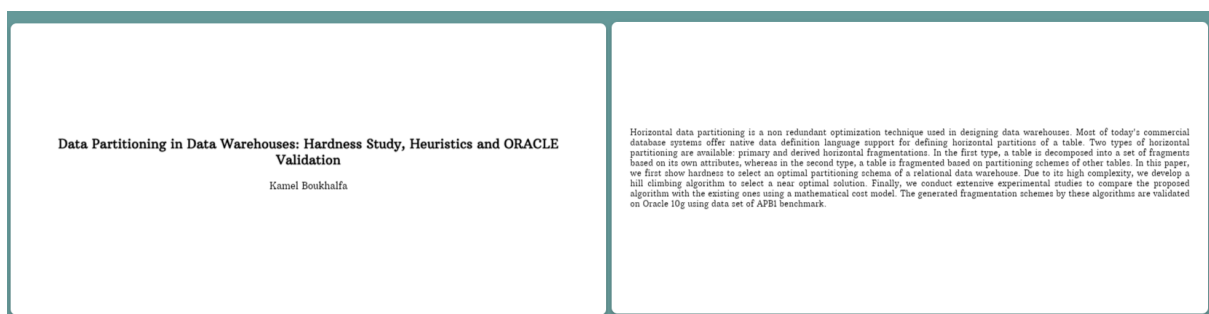 Data Partitioning in Data Warehouses: Hardness Study, Heuristics and ORACLE
Validation
Kamel Boukhalfa
Horizontal data partitioning is a non redundant optimization technique used in designing data warehouses. Most of today's commercial
database systems offer native data definition language support for defining horizontal partitions of a table. Two types of horizontal
partitioning are available: primary and derived horizontal fragmentations. In the first type, a table is decomposed into a set of fragments
based on its own attributes, whereas in the second type, a table is fragmented based on partitioning schemes of other tables. In this paper,
we first show hardness to select an optimal partitioning schema of a relational data warehouse. Due to its high complexity, we develop a
hill climbing algorithm to select a near optimal solution. Finally, we conduct extensive experimental studies to compare the proposed
algorithm with the existing ones using a mathematical cost model. The generated fragmentation schemes by these algorithms are validated
on Oracle 10g using data set of APB1 benchmark.